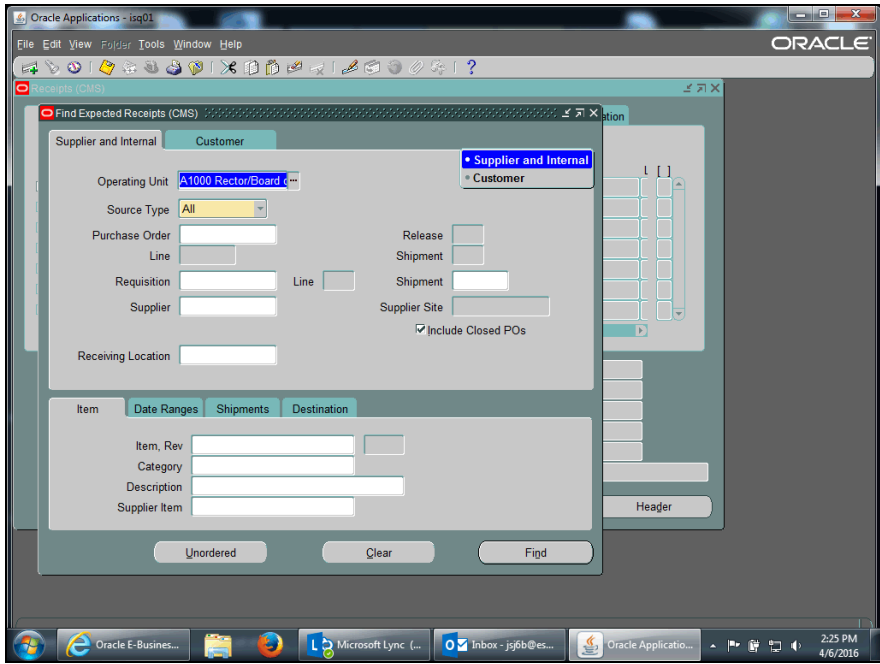 Oracle Applications - isq01
File Edit View Folder Tools Window Help
ORACLE
Receipts (CMS)
Find Expected Receipts (CMS)
ation
Supplier and Internal Customer
• Supplier and Internal
• Customer
[ ]
Operating Unit A1000 Rector/Board
Source Type All
Purchase Order Release
Line Shipment
Requisition Line Shipment
Supplier Supplier Site
Include Closed POs
Receiving Location
Item Date Ranges Shipments Destination
Item, Rev
Category
Description
Supplier Item
Header
Unordered Clear Find
Oracle E-Busines... Microsoft Lync (... Inbox - jsj6b@es... Oracle Applicatio...
2:25 PM
4/6/2016